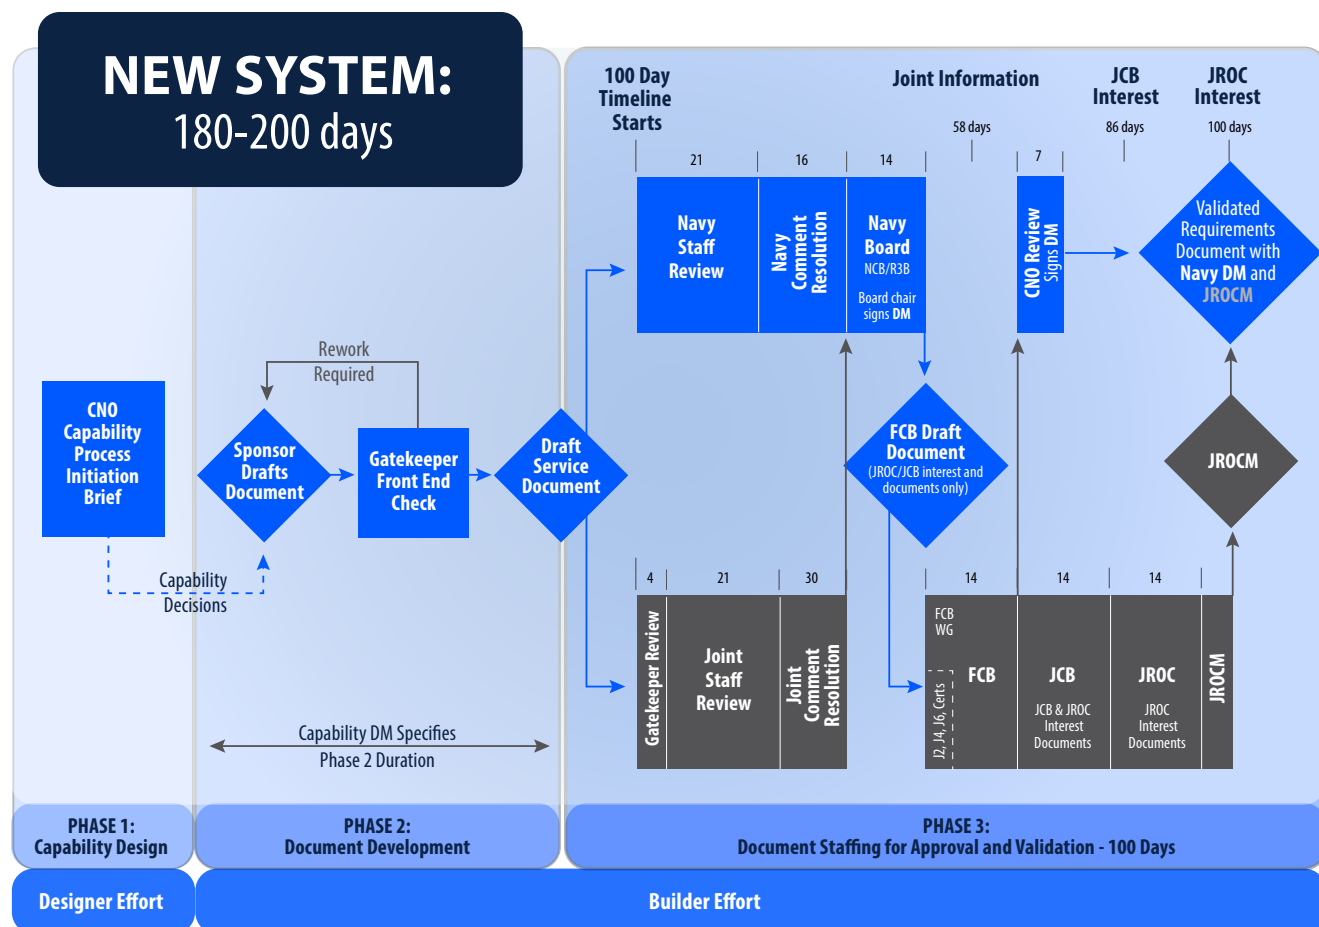 NEW SYSTEM:
180-200 days
100 Day
Timeline
Starts
Joint Information
JCB
Interest
JROC
Interest
58 days
86 days
100 days
21
16
14
7
Navy
Staff
Review
Navy
Comment
Resolution
Navy
Board
NCB/R3B
Board chair
signs DM
CNO Review
Signs DM
Validated
Requirements
Document with
Navy DM and
JROCM
Rework
Required
CNO
Capability
Process
Initiation
Brief
Sponsor
Drafts
Document
Gatekeeper
Front End
Check
Draft
Service
Document
FCB Draft
Document
(JROC/JCB interest and
documents only)
JROCM
Capability
Decisions
4
21
30
14
14
14
Gatekeeper Review
Joint
Staff
Review
Joint
Comment
Resolution
FCB
WG
J2, J4, J6, Certs
FCB
JCB
JCB & JROC
Interest
Documents
JROC
JROC
Interest
Documents
JROCM
Capability DM Specifies
Phase 2 Duration
PHASE 1:
Capability Design
PHASE 2:
Document Development
PHASE 3:
Document Staffing for Approval and Validation - 100 Days
Designer Effort
Builder Effort